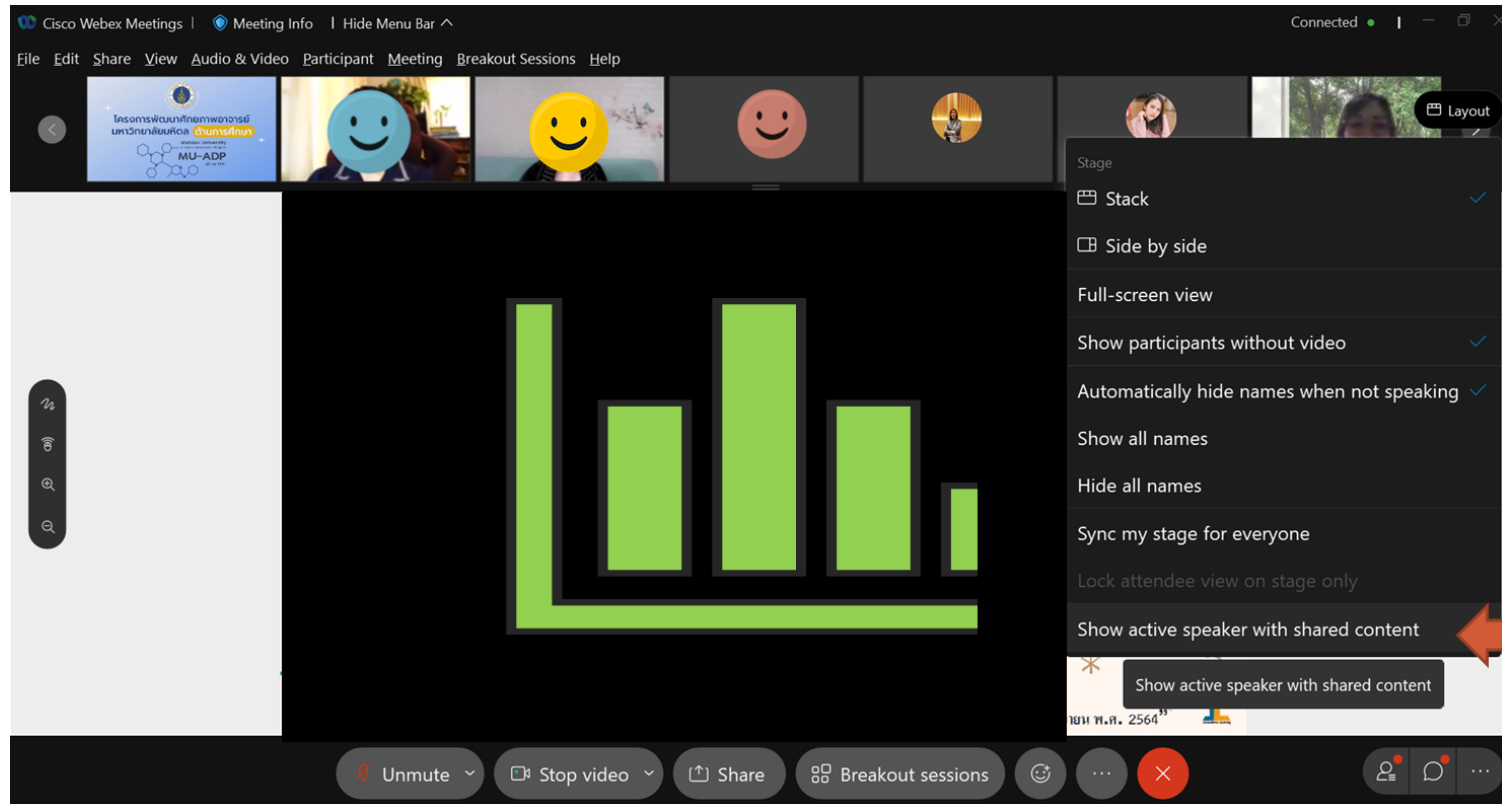 Cisco Webex Meetings | Meeting Info | Hide Menu Bar
Connected
File Edit Share View Audio & Video Participant Meeting Breakout Sessions Help
โครงการพัฒนาศักยภาพอาจารย์
มหาวิทยาลัยมหิดล ด้านการศึกษา
MU-ADP
Layout
Stage
Stack
Side by side
Full-screen view
Show participants without video
Automatically hide names when not speaking
Show all names
Hide all names
Sync my stage for everyone
Lock attendee view on stage only
Show active speaker with shared content
Show active speaker with shared content
ายน พ.ศ. 2564”
Unmute
Stop video
Share
Breakout sessions